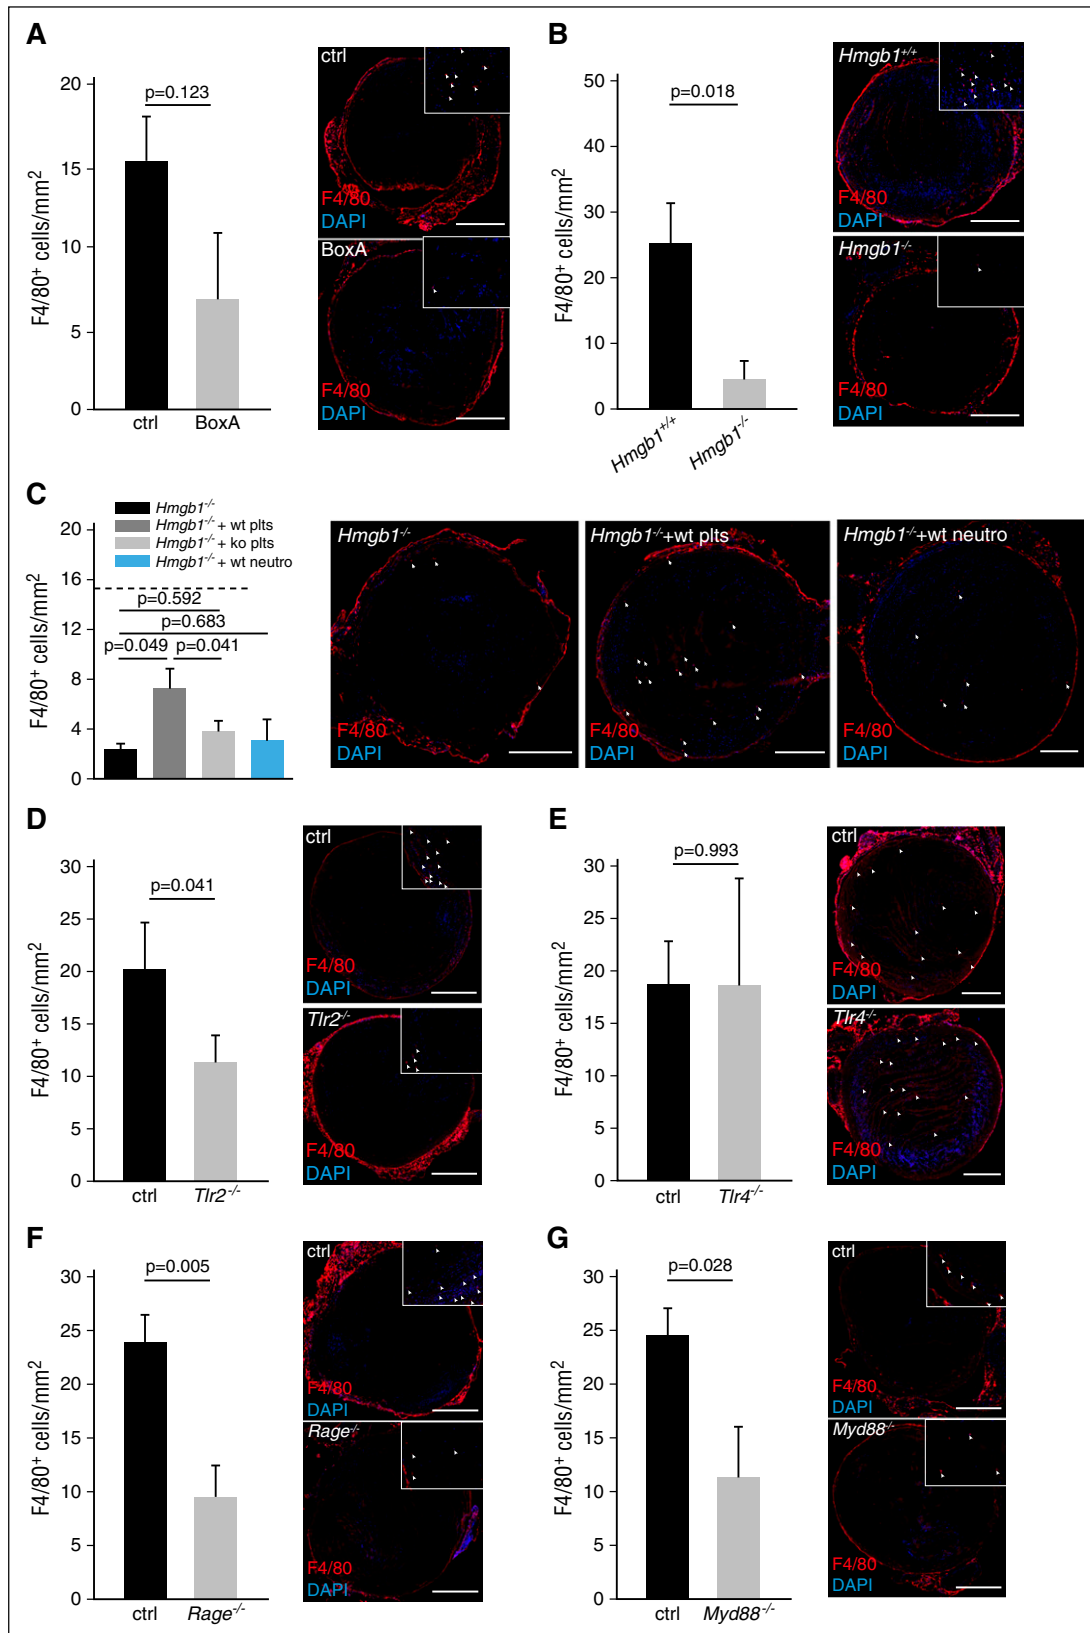 A
F4/80+ cells/mm2
20
15
10
5
0
p=0.123
ctrl
BoxA
ctrl
F4/80
DAPI
BoxA
F4/80
DAPI
B
F4/80+ cells/mm2
50
40
30
20
10
0
p=0.018
Hmgb1+/+
Hmgb1-/-
Hmgb1+/+
F4/80
DAPI
Hmgb1-/-
F4/80
DAPI
C
Hmgb1-/-
Hmgb1-/- + wt plts
Hmgb1-/- + ko plts
Hmgb1-/- + wt neutro
F4/80+ cells/mm2
20
16
12
8
4
0
p=0.592
p=0.683
p=0.049
p=0.041
Hmgb1-/-
F4/80
DAPI
Hmgb1-/-+wt plts
F4/80
DAPI
Hmgb1-/-+wt neutro
F4/80
DAPI
D
F4/80+ cells/mm2
30
25
20
15
10
5
0
p=0.041
ctrl
Tlr2-/-
ctrl
F4/80
DAPI
Tlr2-/-
F4/80
DAPI
E
F4/80+ cells/mm2
30
25
20
15
10
5
0
p=0.993
ctrl
Tlr4-/-
ctrl
F4/80
DAPI
Tlr4-/-
F4/80
DAPI
F
F4/80+ cells/mm2
30
25
20
15
10
5
0
p=0.005
ctrl
Rage-/-
ctrl
F4/80
DAPI
Rage-/-
F4/80
DAPI
G
F4/80+ cells/mm2
30
25
20
15
10
5
0
p=0.028
ctrl
Myd88-/-
ctrl
F4/80
DAPI
Myd88-/-
F4/80
DAPI